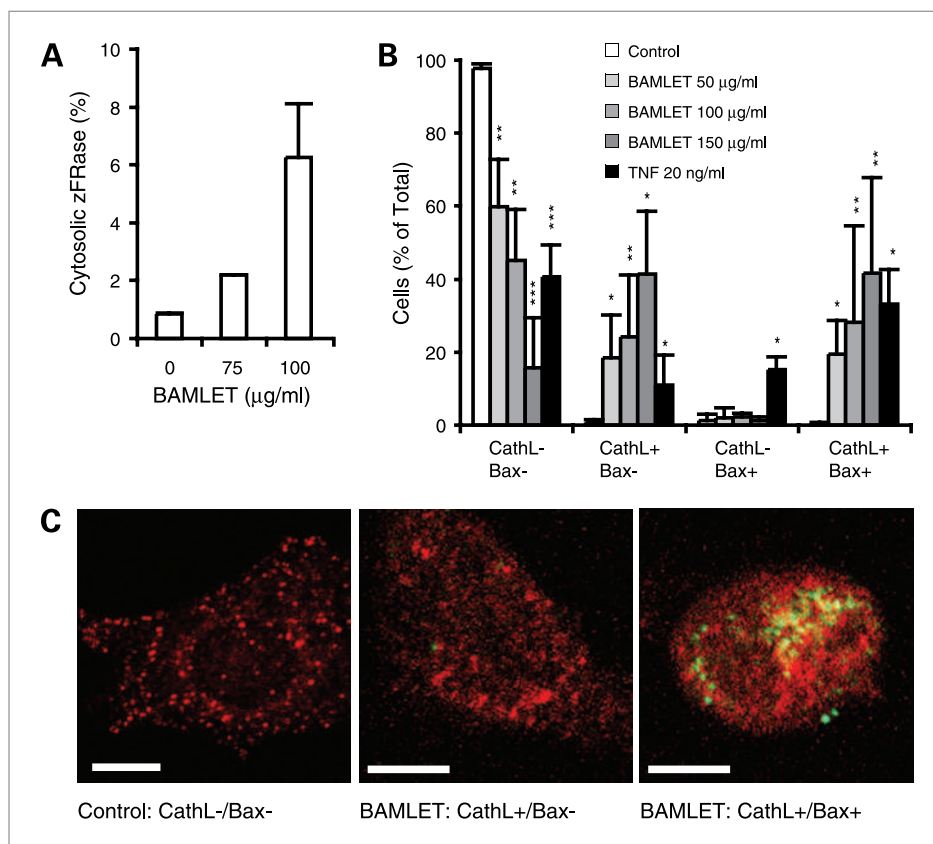 A
Cytosolic zFRase (%)
10
8
6
4
2
0
0 75 100
BAMLET (μg/ml)
B
Cells (% of Total)
100
80
60
40
20
0
Control
BAMLET 50 μg/ml
BAMLET 100 μg/ml
BAMLET 150 μg/ml
TNF 20 ng/ml
** ** *** ***
* ** * *
*
* ** ** *
CathL- CathL+ CathL- CathL+
Bax- Bax- Bax+ Bax+
C
Control: CathL-/Bax- BAMLET: CathL+/Bax- BAMLET: CathL+/Bax+